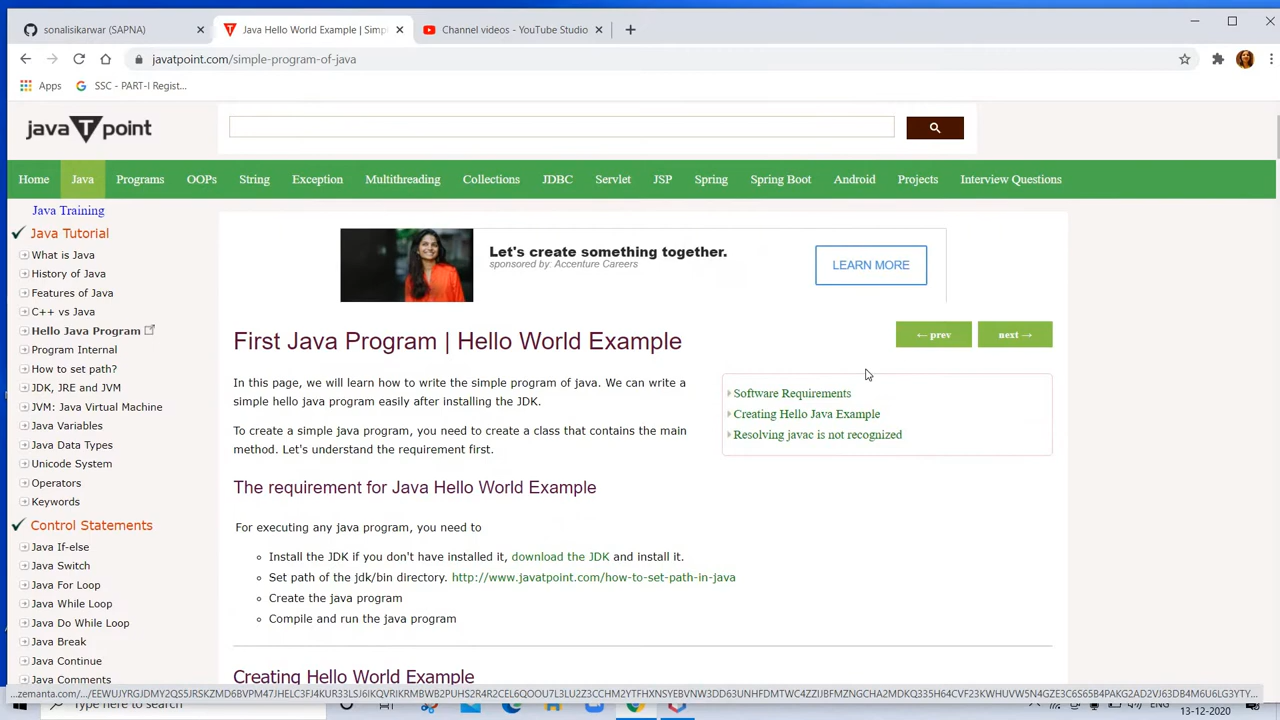 sonalisikarwar (SAPNA)
Java Hello World Example | Simp
Channel videos - YouTube Studio
javatpoint.com/simple-program-of-java
Apps
SSC - PART-I Regist...
java T point
Home Java Programs OOPs String Exception Multithreading Collections JDBC Servlet JSP Spring Spring Boot Android Projects Interview Questions
Java Training
Java Tutorial
What is Java
History of Java
Features of Java
C++ vs Java
Hello Java Program
Program Internal
How to set path?
JDK, JRE and JVM
JVM: Java Virtual Machine
Java Variables
Java Data Types
Unicode System
Operators
Keywords
Control Statements
Java If-else
Java Switch
Java For Loop
Java While Loop
Java Do While Loop
Java Break
Java Continue
Java Comments
Let's create something together.
sponsored by: Accenture Careers
LEARN MORE
First Java Program | Hello World Example
← prev
next →
In this page, we will learn how to write the simple program of java. We can write a
simple hello java program easily after installing the JDK.
To create a simple java program, you need to create a class that contains the main
method. Let's understand the requirement first.
Software Requirements
Creating Hello Java Example
Resolving javac is not recognized
The requirement for Java Hello World Example
For executing any java program, you need to
Install the JDK if you don't have installed it, download the JDK and install it.
Set path of the jdk/bin directory. http://www.javatpoint.com/how-to-set-path-in-java
Create the java program
Compile and run the java program
Creating Hello World Example
Type here to search
ENG
13-12-2020